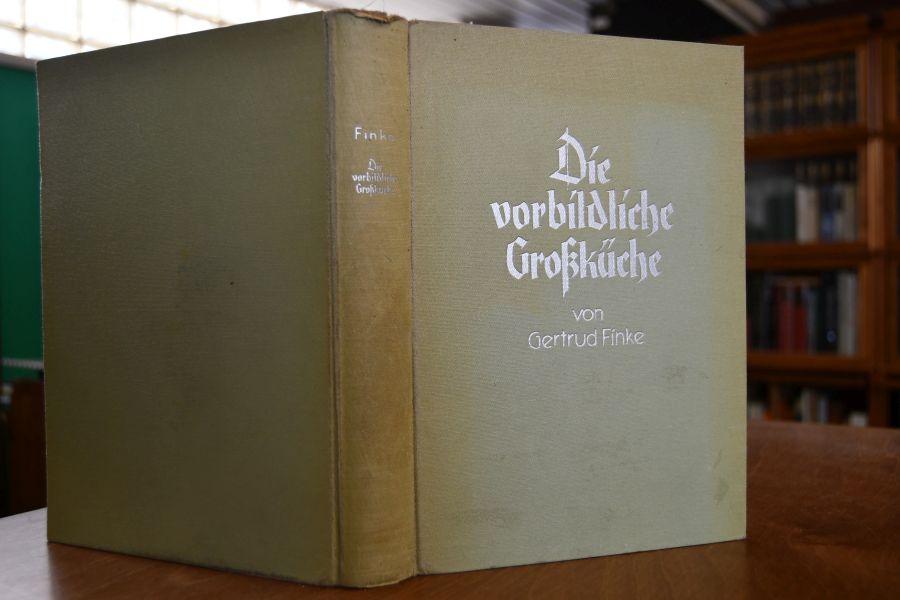 Finke
Die
vorbildliche
Großküche
Die
vorbildliche
Großküche
von
Gertrud Finke